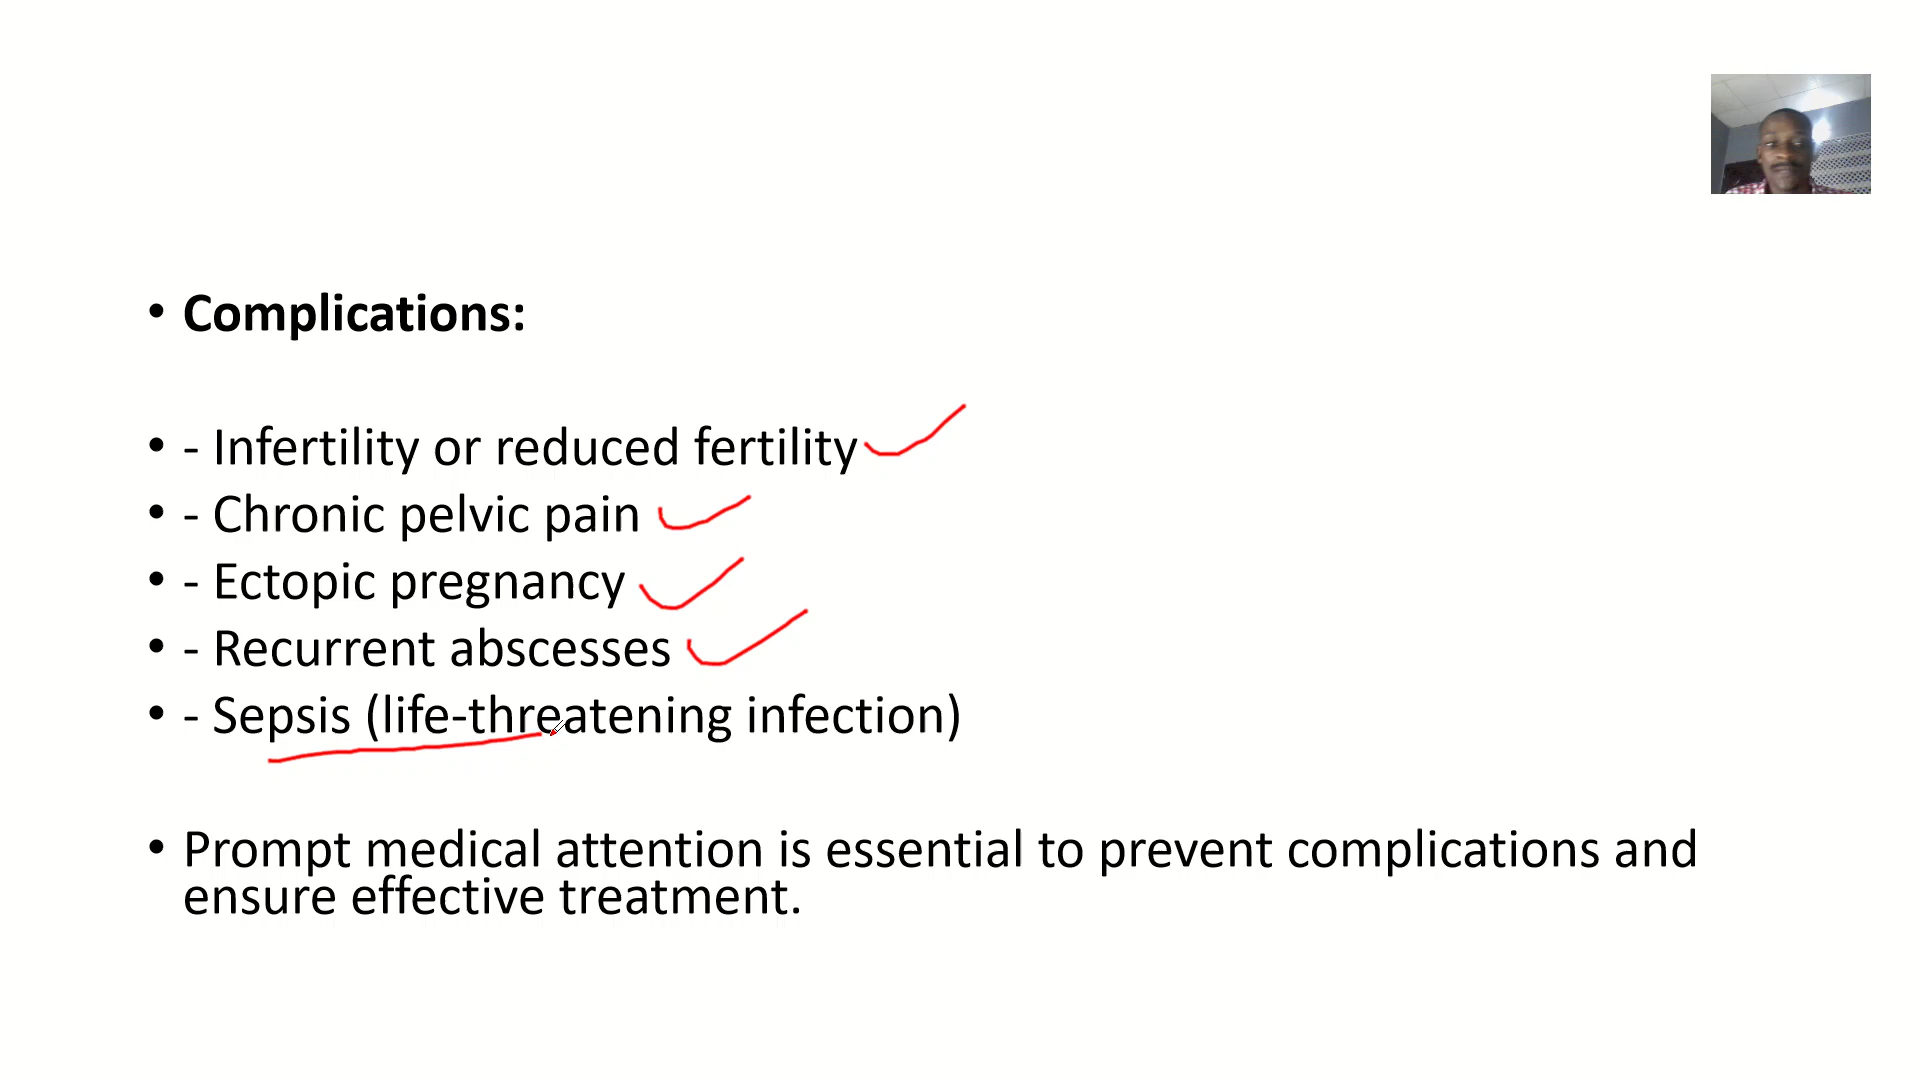 • Complications:
• - Infertility or reduced fertility
• - Chronic pelvic pain
• - Ectopic pregnancy
• - Recurrent abscesses
• - Sepsis (life-threatening infection)
• Prompt medical attention is essential to prevent complications and
ensure effective treatment.